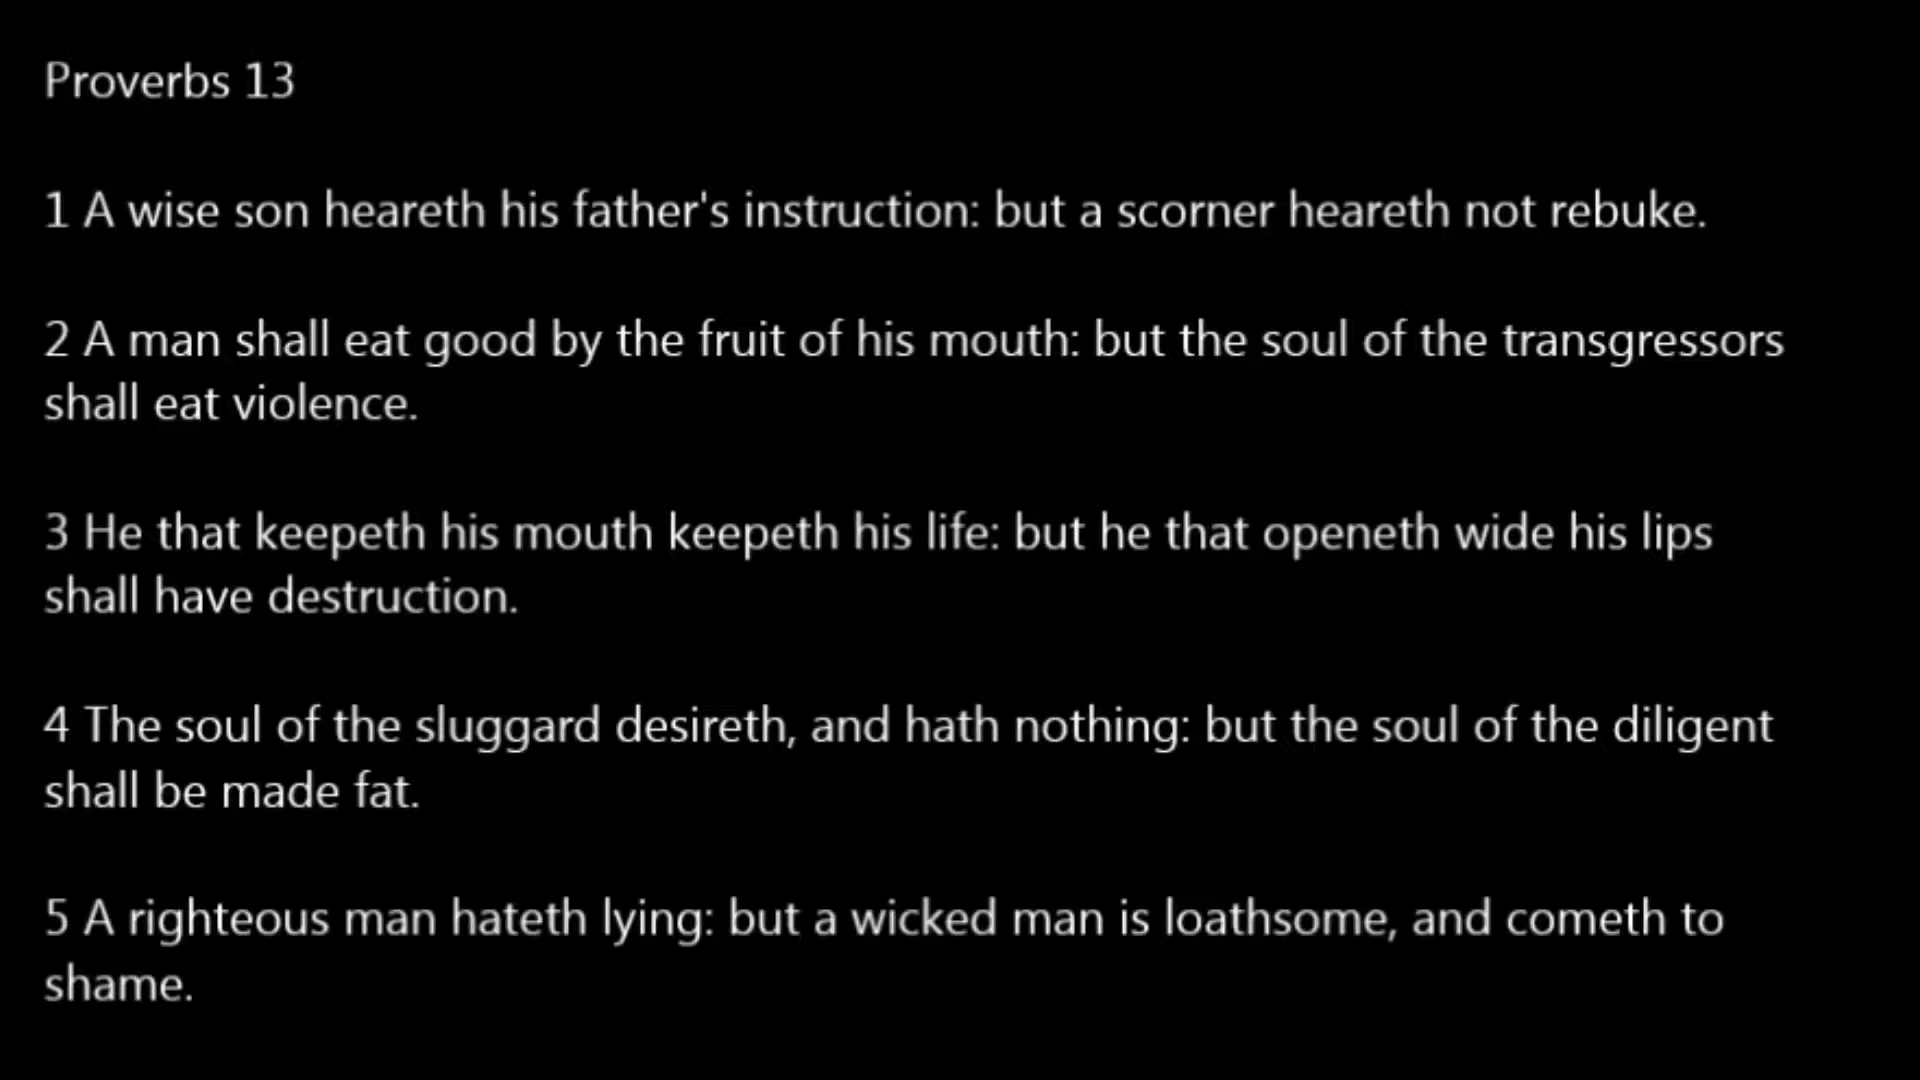 Proverbs 13
1 A wise son heareth his father's instruction: but a scorner heareth not rebuke.
2 A man shall eat good by the fruit of his mouth: but the soul of the transgressors
shall eat violence.
3 He that keepeth his mouth keepeth his life: but he that openeth wide his lips
shall have destruction.
4 The soul of the sluggard desireth, and hath nothing: but the soul of the diligent
shall be made fat.
5 A righteous man hateth lying: but a wicked man is loathsome, and cometh to
shame.